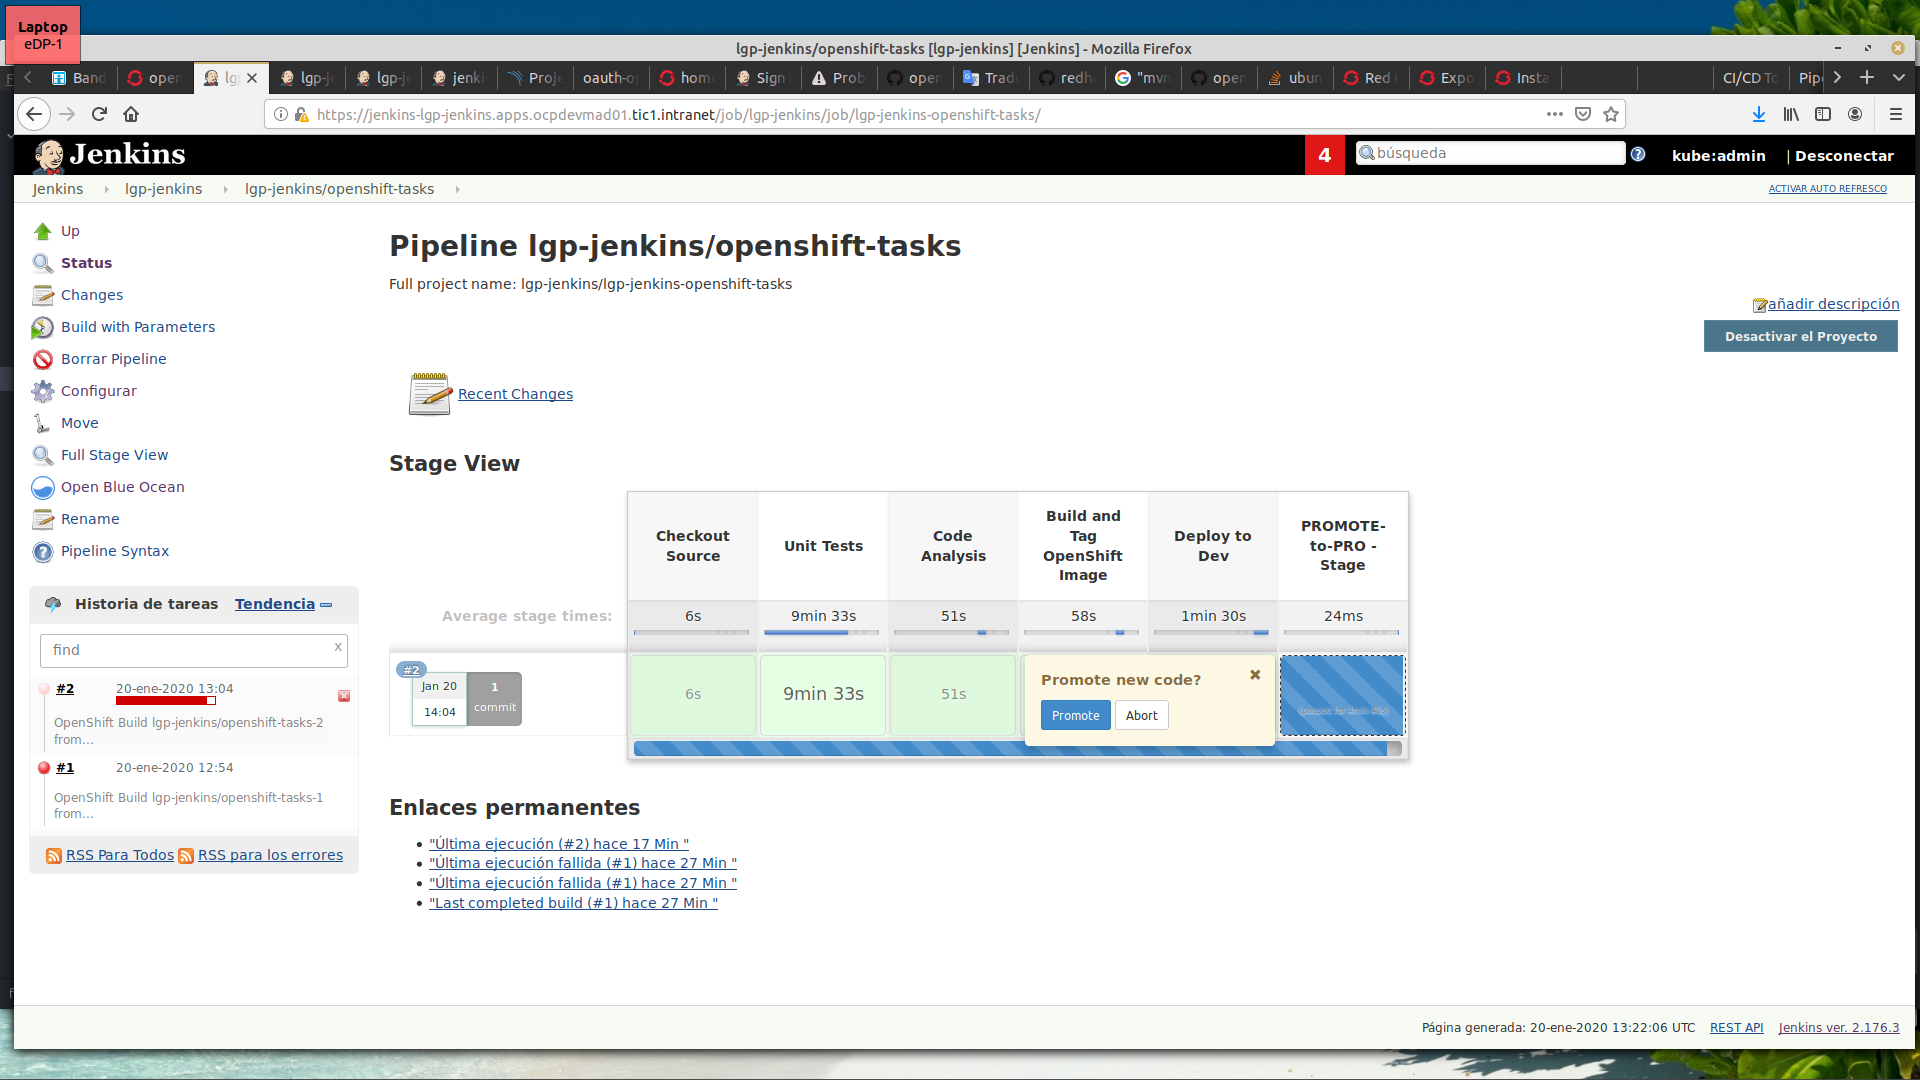 Laptop
eDP-1
lgp-jenkins/openshift-tasks [lgp-jenkins] [Jenkins] - Mozilla Firefox
Band
open
lg
lgp-j
lgp-j
jenki
Proje
oauth-op
hom
Sign
Prob
open
Tradu
redh
"mvn
open
ubun
Red
Expo
Insta
CI/CD To
Pip
https://jenkins-lgp-jenkins.apps.ocpdevmad01.tic1.intranet/job/lgp-jenkins/job/lgp-jenkins-openshift-tasks/
Jenkins
4
búsqueda
kube:admin
| Desconectar
Jenkins
lgp-jenkins
lgp-jenkins/openshift-tasks
ACTIVAR AUTO REFRESCO
Up
Status
Changes
Build with Parameters
Borrar Pipeline
Configurar
Move
Full Stage View
Open Blue Ocean
Rename
Pipeline Syntax
Historia de tareas
Tendencia
find
x
#2
20-ene-2020 13:04
OpenShift Build lgp-jenkins/openshift-tasks-2
from...
#1
20-ene-2020 12:54
OpenShift Build lgp-jenkins/openshift-tasks-1
from...
RSS Para Todos
RSS para los errores
Pipeline lgp-jenkins/openshift-tasks
Full project name: lgp-jenkins/lgp-jenkins-openshift-tasks
añadir descripción
Desactivar el Proyecto
Recent Changes
Stage View
Checkout
Source
Unit Tests
Code
Analysis
Build and
Tag
OpenShift
Image
Deploy to
Dev
PROMOTE-
to-PRO -
Stage
Average stage times:
6s
9min 33s
51s
58s
1min 30s
24ms
#2
Jan 20
14:04
1
commit
6s
9min 33s
51s
Promote new code?
Promote
Abort
(paused for 4min 40s)
Enlaces permanentes
"Última ejecución (#2) hace 17 Min "
"Última ejecución fallida (#1) hace 27 Min "
"Última ejecución fallida (#1) hace 27 Min "
"Last completed build (#1) hace 27 Min "
Página generada: 20-ene-2020 13:22:06 UTC
REST API
Jenkins ver. 2.176.3